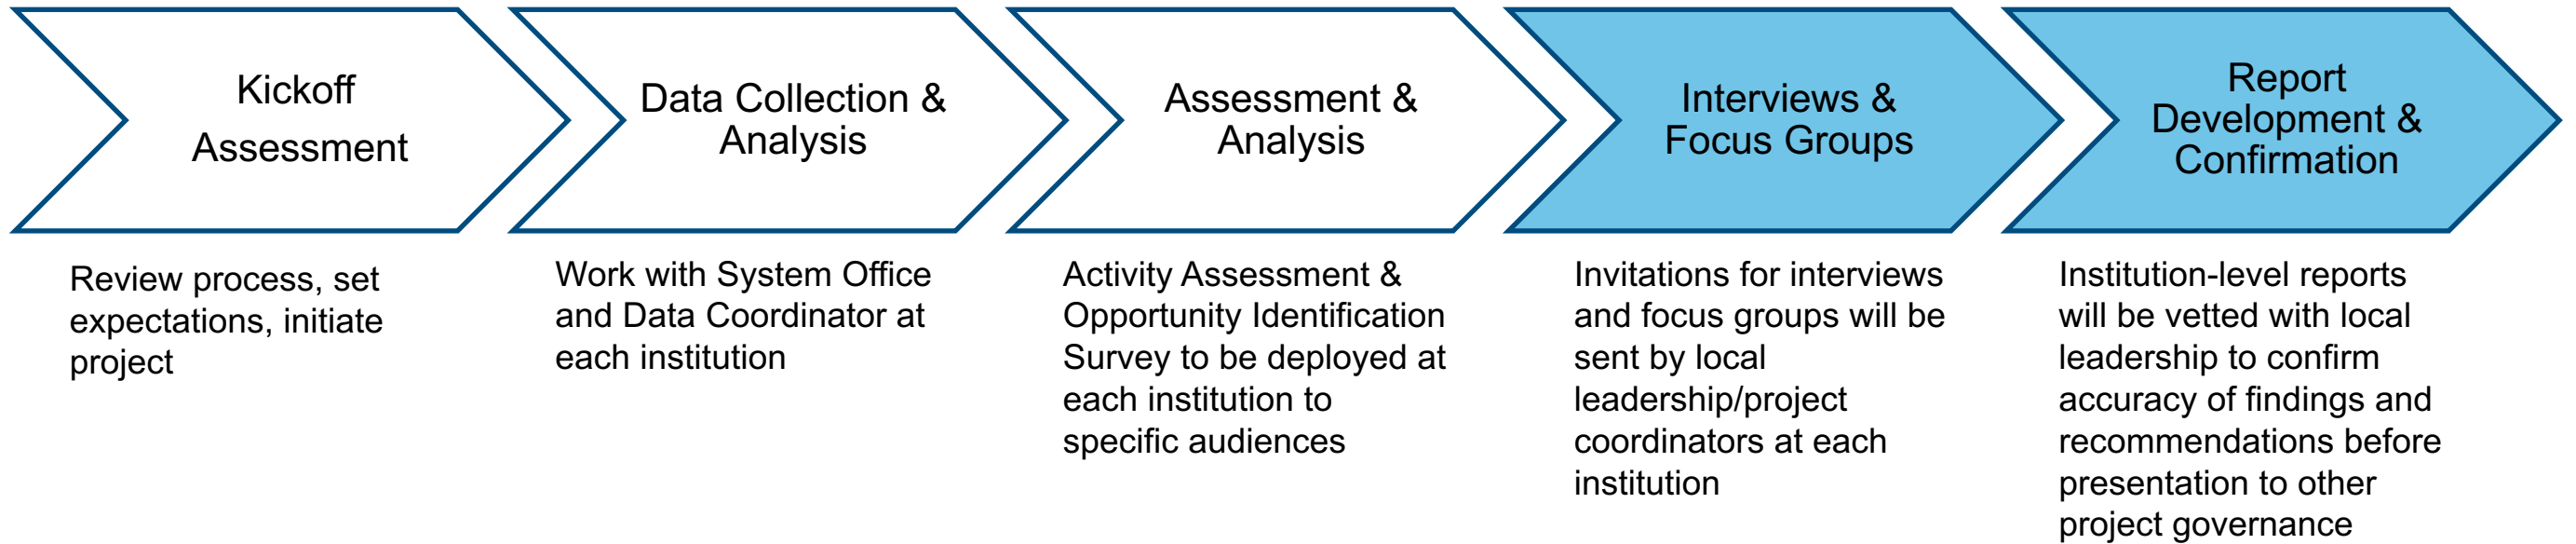 Kickoff
Assessment
Review process, set
expectations, initiate
project
Data Collection &
Analysis
Work with System Office
and Data Coordinator at
each institution
Assessment &
Analysis
Activity Assessment &
Opportunity Identification
Survey to be deployed at
each institution to
specific audiences
Interviews &
Focus Groups
Invitations for interviews
and focus groups will be
sent by local
leadership/project
coordinators at each
institution
Report
Development &
Confirmation
Institution-level reports
will be vetted with local
leadership to confirm
accuracy of findings and
recommendations before
presentation to other
project governance